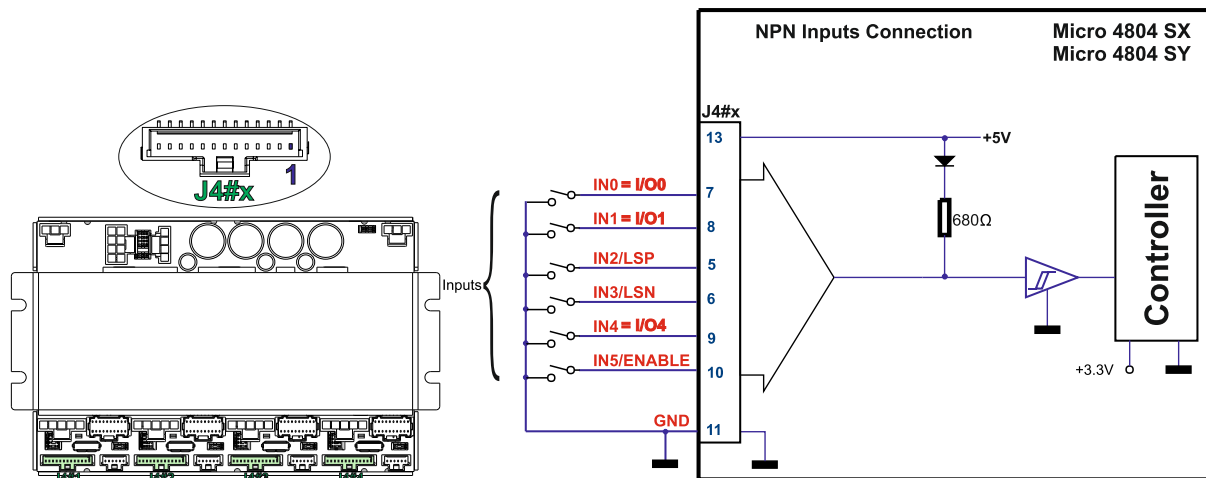 NPN Inputs Connection
Micro 4804 SX
Micro 4804 SY
J4#x
13
+5V
1
J4#x
IN0 = I/O0
7
680Ω
IN1 = I/O1
8
Controller
IN2/LSP
5
Inputs
IN3/LSN
6
IN4 = I/O4
9
IN5/ENABLE
10
+3.3V
GND
11